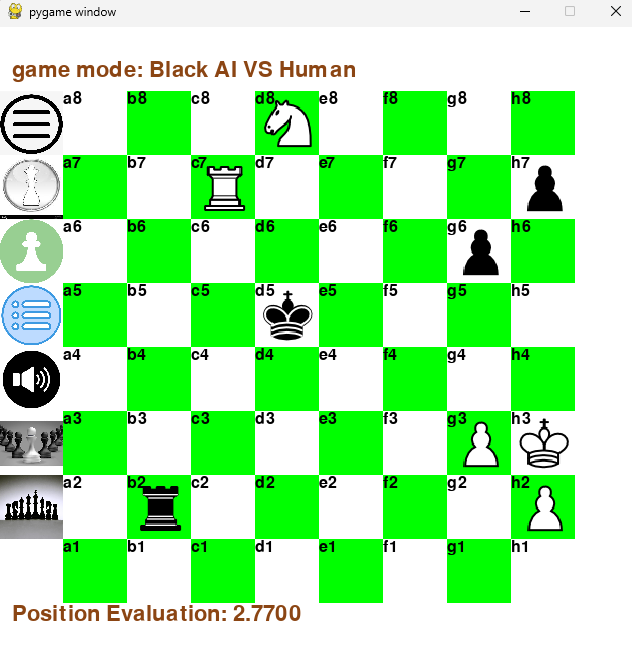 pygame window
game mode: Black AI VS Human
a8 b8 c8 d8 e8 f8 g8 h8
a7 b7 c7 d7 e7 f7 g7 h7
a6 b6 c6 d6 e6 f6 g6 h6
a5 b5 c5 d5 e5 f5 g5 h5
a4 b4 c4 d4 e4 f4 g4 h4
a3 b3 c3 d3 e3 f3 g3 h3
a2 b2 c2 d2 e2 f2 g2 h2
a1 b1 c1 d1 e1 f1 g1 h1
Position Evaluation: 2.7700